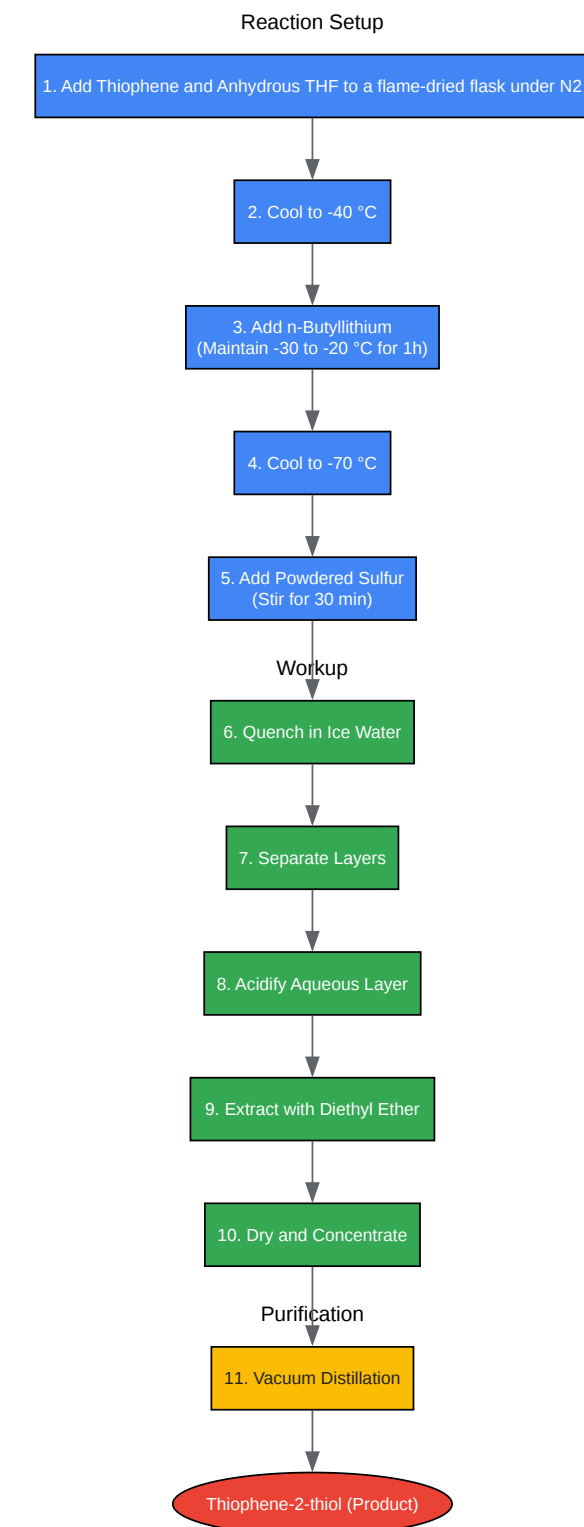 Reaction Setup
1. Add Thiophene and Anhydrous THF to a flame-dried flask under N2
2. Cool to -40 °C
3. Add n-Butyllithium
(Maintain -30 to -20 °C for 1h)
4. Cool to -70 °C
5. Add Powdered Sulfur
(Stir for 30 min)
Workup
6. Quench in Ice Water
7. Separate Layers
8. Acidify Aqueous Layer
9. Extract with Diethyl Ether
10. Dry and Concentrate
Purification
11. Vacuum Distillation
Thiophene-2-thiol (Product)